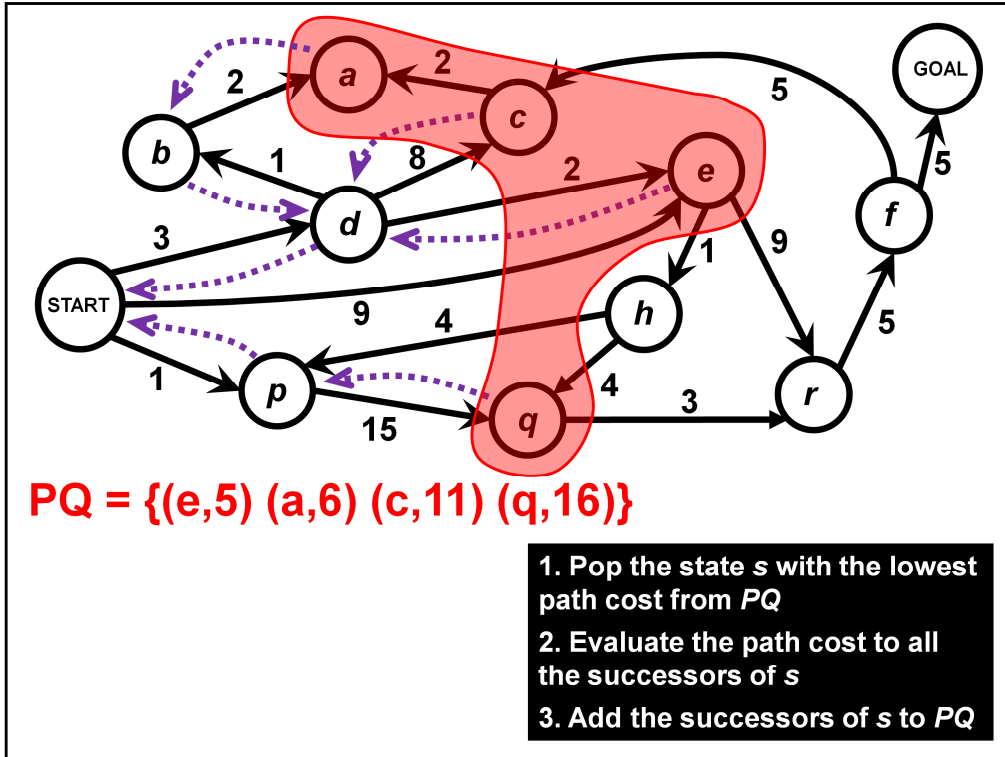 GOAL
2
a
2
c
5
b
1
8
2
e
5
3
d
f
9
START
9
1
h
5
4
1
p
4
r
15
q
3
PQ = {(e,5) (a,6) (c,11) (q,16)}
1. Pop the state s with the lowest
path cost from PQ
2. Evaluate the path cost to all
the successors of s
3. Add the successors of s to PQ